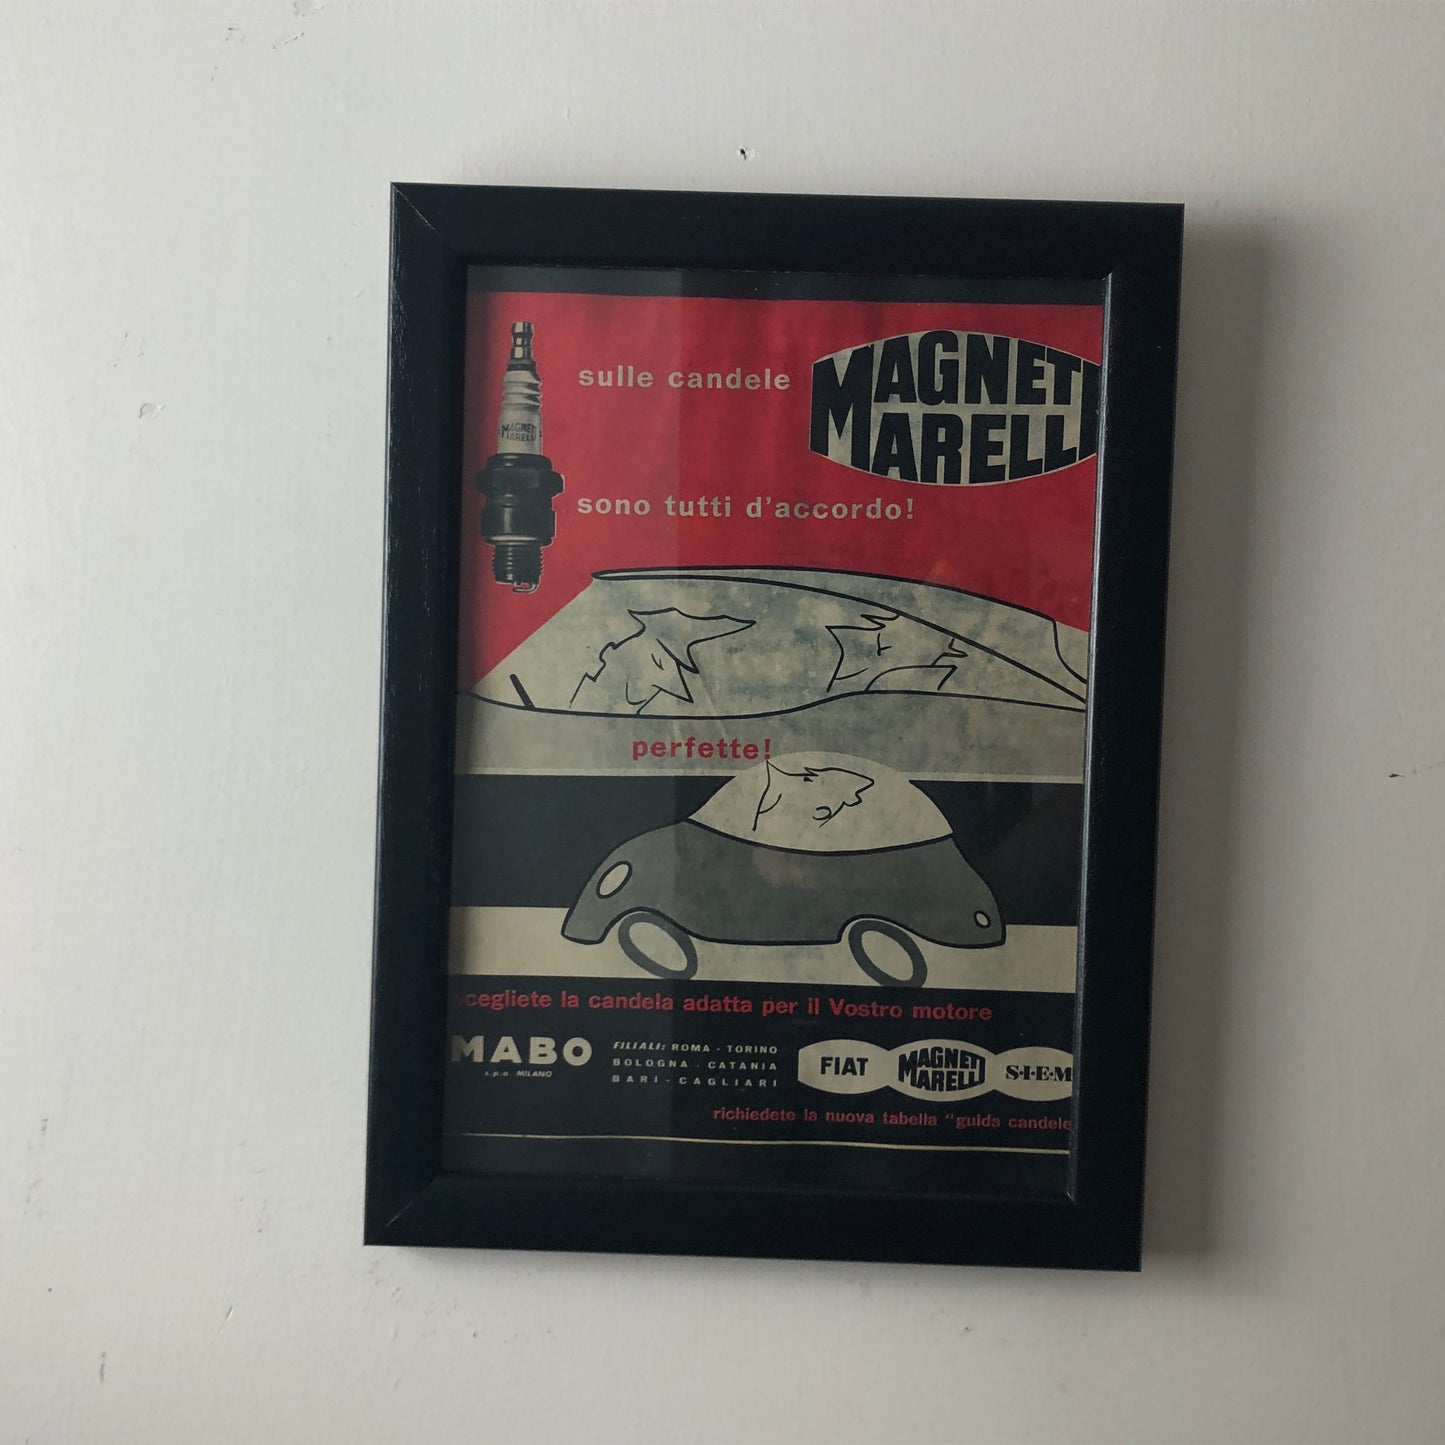 sulle candele
MAGNETI
MARELLI
MAGNETI
MARELLI
sono tutti d'accordo!
perfette!
scegliete la candela adatta per il Vostro motore
MABO
s.p.a. MILANO
FILIALI: ROMA - TORINO
BOLOGNA - CATANIA
BARI - CAGLIARI
FIAT
MAGNETI
MARELLI
S·I·E·M
richiedete la nuova tabella "guida candele